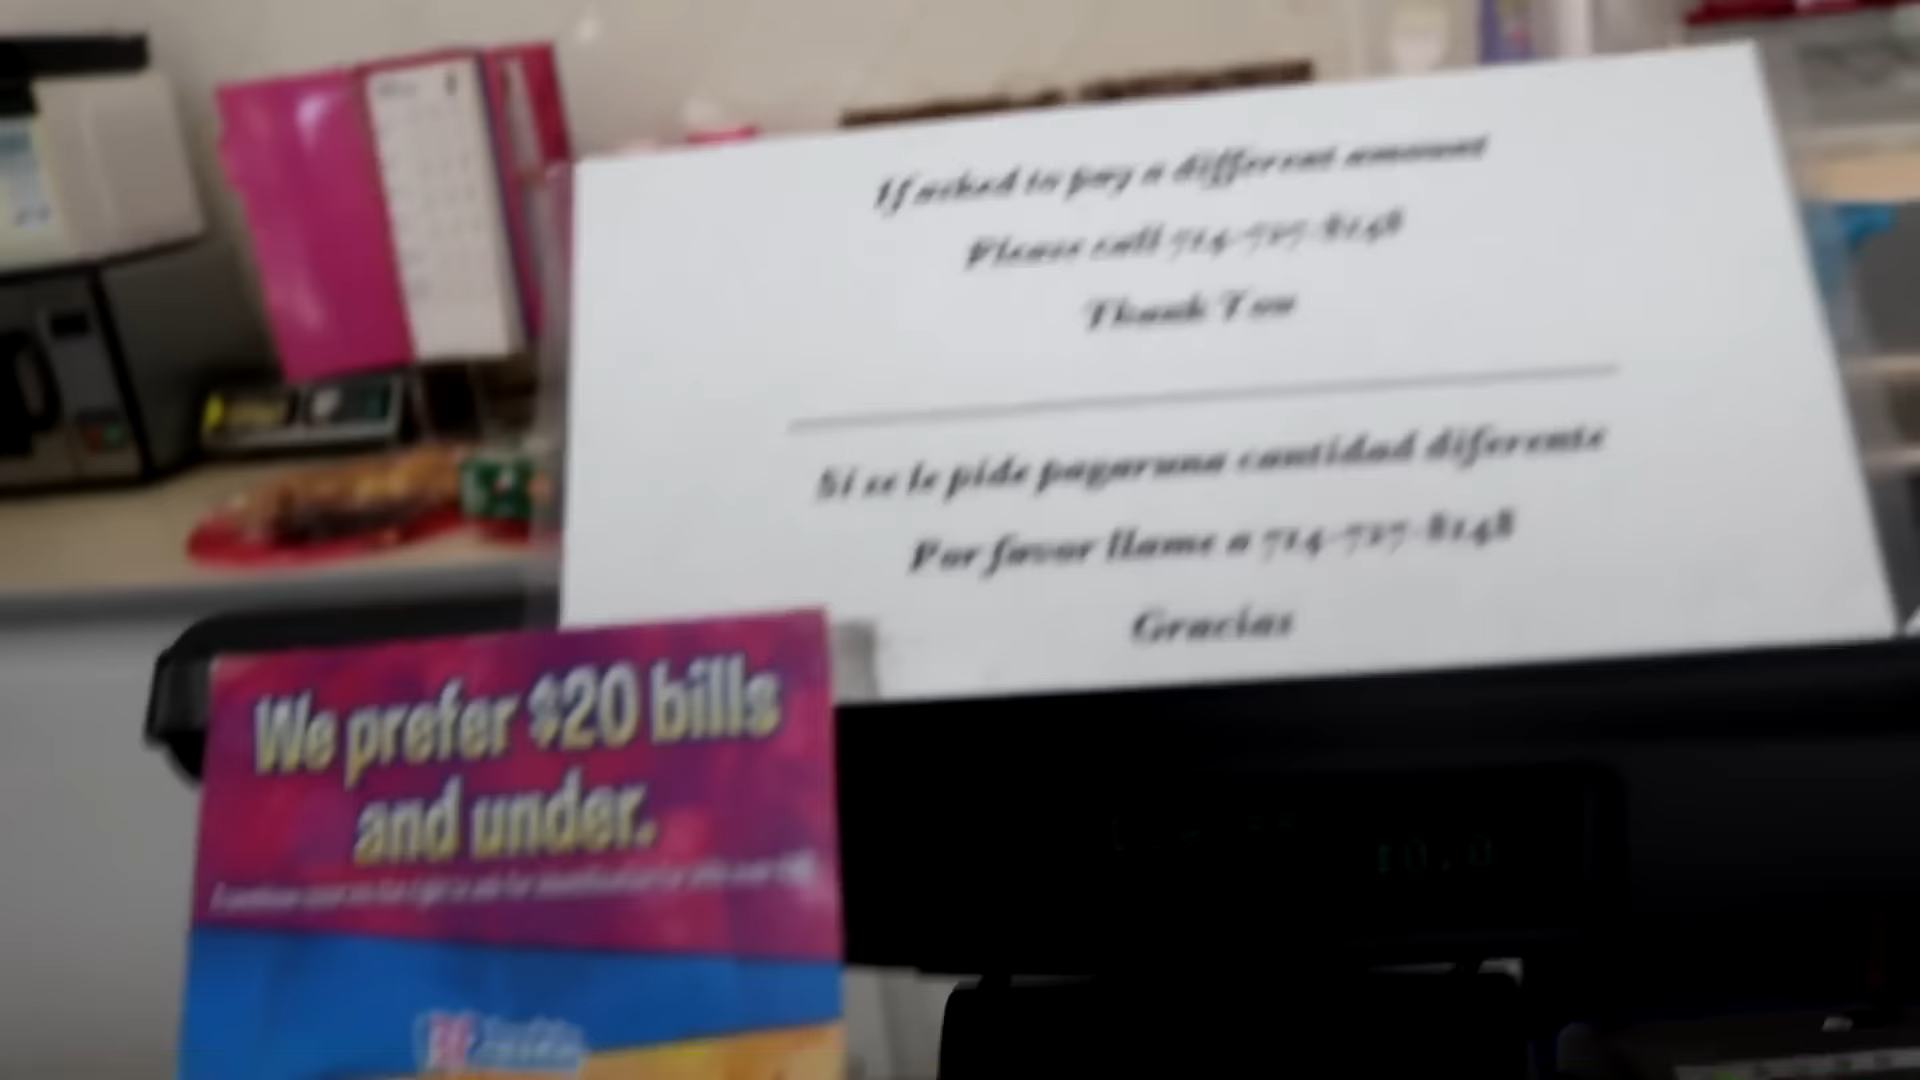 If asked to pay a different amount
Please call 714-727-8148
Thank You
Si se le pide pagaruna cantidad diferente
Por favor llame a 714-727-8148
Gracias
We prefer $20 bills
and under.